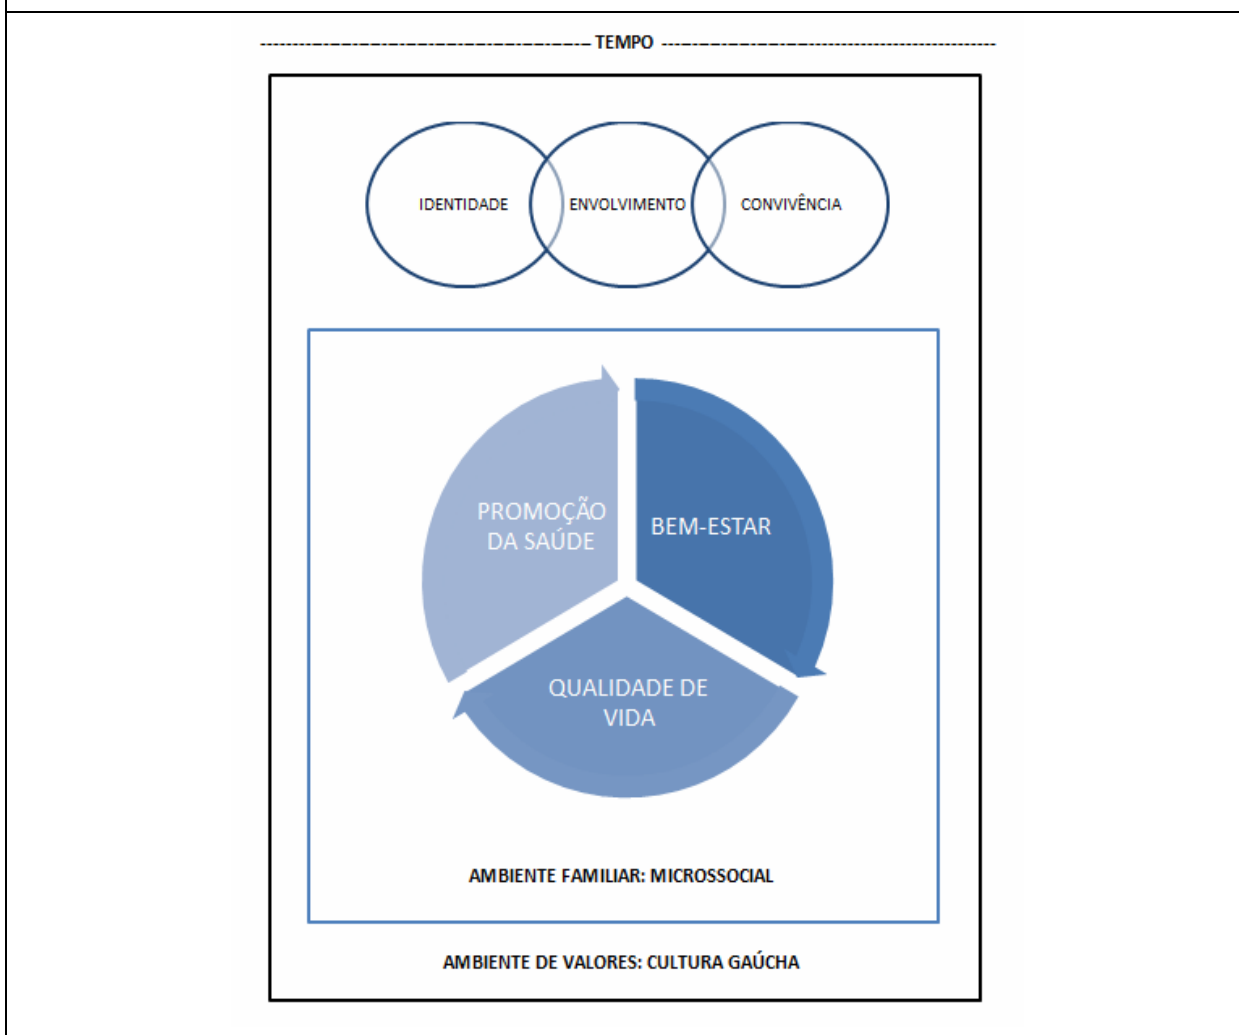 TEMPO
IDENTIDADE
ENVOLVIMENTO
CONVIVÊNCIA
PROMOÇÃO
DA SAÚDE
BEM-ESTAR
QUALIDADE DE
VIDA
AMBIENTE FAMILIAR: MICROSSOCIAL
AMBIENTE DE VALORES: CULTURA GAÚCHA